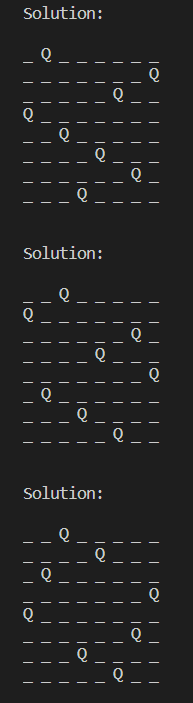 Solution:
_ Q _ _ _ _ _ _
_ _ _ _ _ _ _ Q
_ _ _ _ _ Q _ _
Q _ _ _ _ _ _ _
_ _ Q _ _ _ _ _
_ _ _ _ Q _ _ _
_ _ _ _ _ _ Q _
_ _ _ Q _ _ _ _
Solution:
_ _ Q _ _ _ _ _
Q _ _ _ _ _ _ _
_ _ _ _ _ _ Q _
_ _ _ _ Q _ _ _
_ _ _ _ _ _ _ Q
_ Q _ _ _ _ _ _
_ _ _ Q _ _ _ _
_ _ _ _ _ Q _ _
Solution:
_ _ Q _ _ _ _ _
_ _ _ _ Q _ _ _
_ Q _ _ _ _ _ _
_ _ _ _ _ _ _ Q
Q _ _ _ _ _ _ _
_ _ _ _ _ _ Q _
_ _ _ Q _ _ _ _
_ _ _ _ _ Q _ _